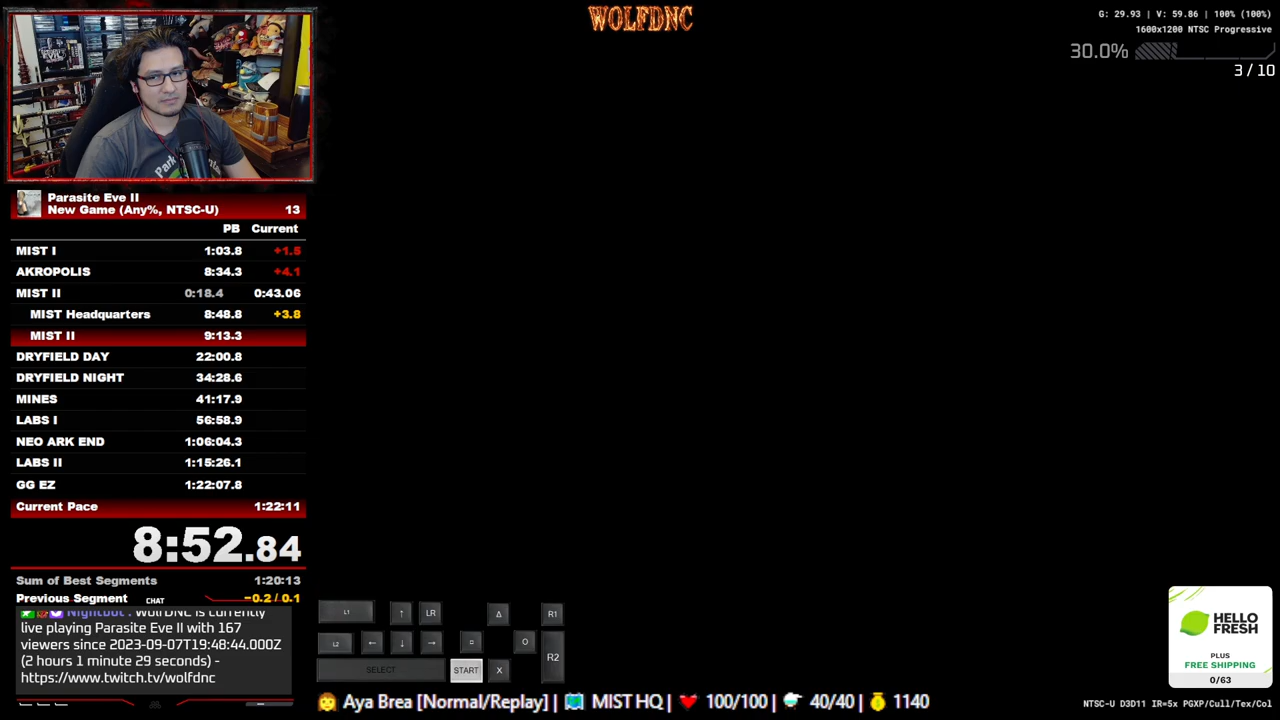 WOLFDNC
G: 29.93 | V: 59.86 | 100% (100%)
1600x1200 NTSC Progressive
30.0%
3 / 10
Parasite Eve II
New Game (Any%, NTSC-U) 13
PB Current
MIST I 1:03.8 +1.5
AKROPOLIS 8:34.3 +4.1
MIST II 0:18.4 0:43.06
MIST Headquarters 8:48.8 +3.8
MIST II 9:13.3
DRYFIELD DAY 22:00.8
DRYFIELD NIGHT 34:28.6
MINES 41:17.9
LABS I 56:58.9
NEO ARK END 1:06:04.3
LABS II 1:15:26.1
GG EZ 1:22:07.8
Current Pace 1:22:11
8:52.84
Sum of Best Segments 1:20:13
Previous Segment -0.2 / 0.1
CHAT
Nightbot : WolfDNC is currently
live playing Parasite Eve II with 167
viewers since 2023-09-07T19:48:44.000Z
(2 hours 1 minute 29 seconds) -
https://www.twitch.tv/wolfdnc
L1 ↑ LR Δ R1
L2 ← ↓ → □ O R2
SELECT START X
Aya Brea [Normal/Replay] | MIST HQ | 100/100 | 40/40 | 1140
HELLO
FRESH
PLUS
FREE SHIPPING
0/63
NTSC-U D3D11 IR=5x PGXP/Cull/Tex/Col